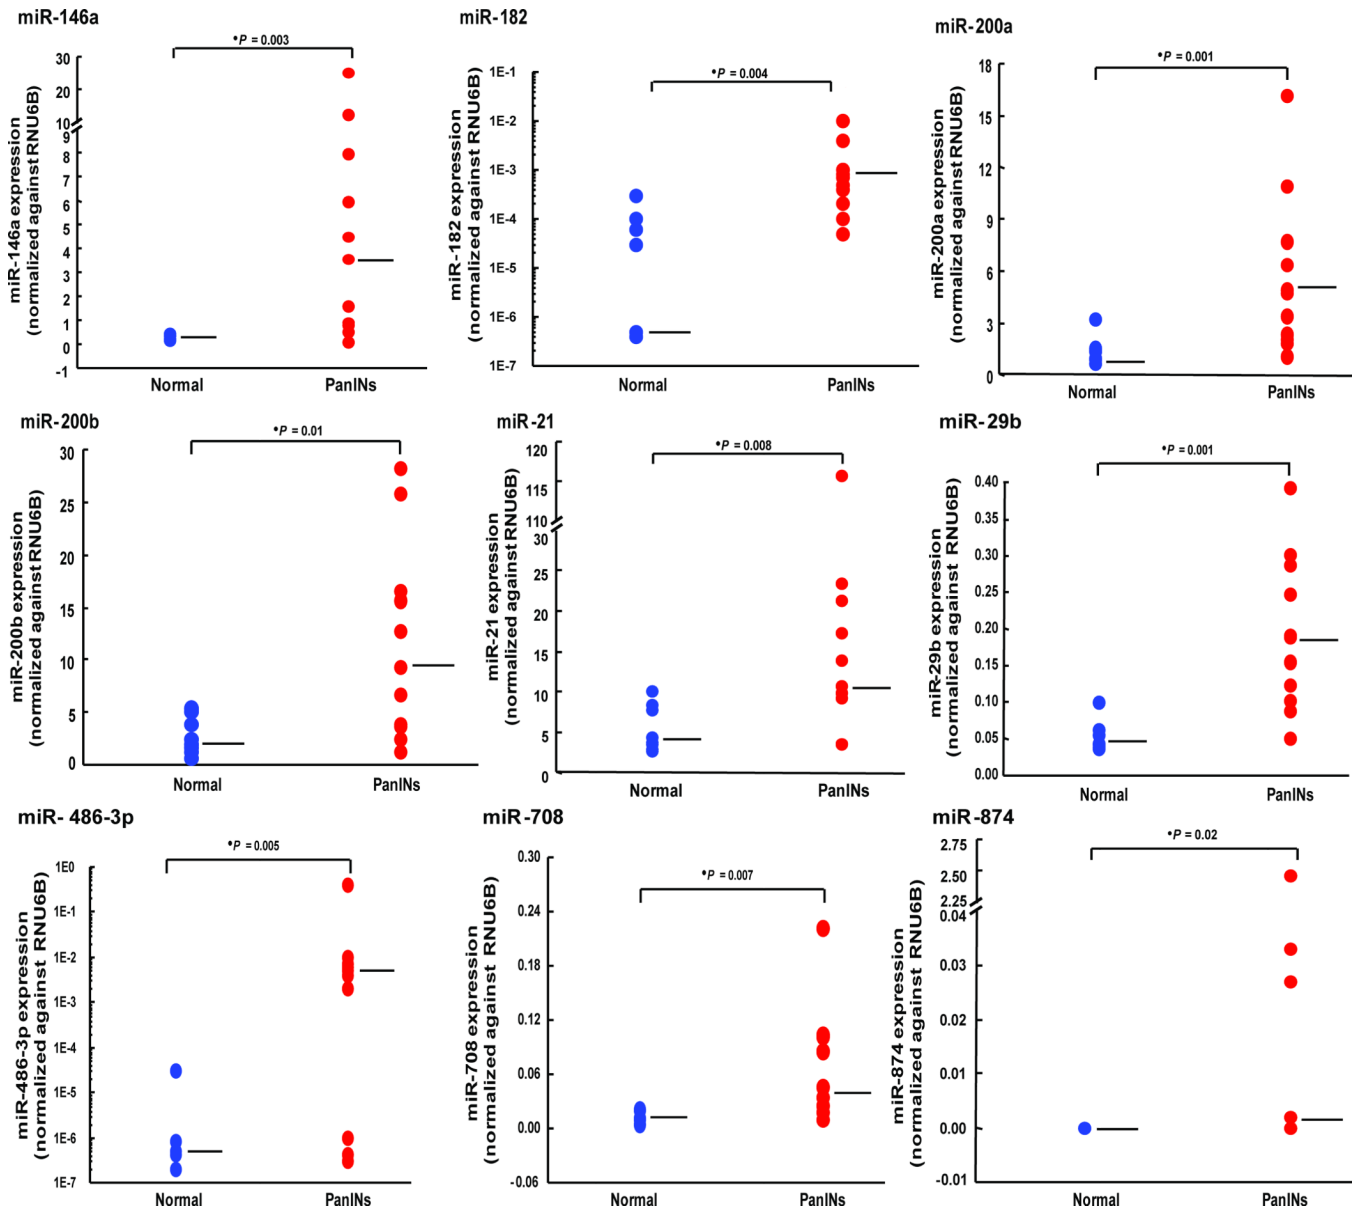 miR-146a
*P = 0.003
miR-146a expression
(normalized against RNU6B)
30
20
10
9
8
7
6
5
4
3
2
1
0
-1
Normal
PanINs
miR-182
*P = 0.004
miR-182 expression
(normalized against RNU6B)
1E-1
1E-2
1E-3
1E-4
1E-5
1E-6
1E-7
Normal
PanINs
miR-200a
*P = 0.001
miR-200a expression
(normalized against RNU6B)
18
15
12
9
6
3
0
Normal
PanINs
miR-200b
*P = 0.01
miR-200b expression
(normalized against RNU6B)
30
25
20
15
10
5
0
Normal
PanINs
miR-21
*P = 0.008
miR-21 expression
(normalized against RNU6B)
120
115
110
30
25
20
15
10
5
0
Normal
PanINs
miR-29b
*P = 0.001
miR-29b expression
(normalized against RNU6B)
0.40
0.35
0.30
0.25
0.20
0.15
0.10
0.05
0.00
Normal
PanINs
miR- 486-3p
*P = 0.005
miR-486-3p expression
(normalized against RNU6B)
1E0
1E-1
1E-2
1E-3
1E-4
1E-5
1E-6
1E-7
Normal
PanINs
miR-708
*P = 0.007
miR-708 expression
(normalized against RNU6B)
0.30
0.24
0.18
0.12
0.06
0.00
-0.06
Normal
PanINs
miR-874
*P = 0.02
miR-874 expression
(normalized against RNU6B)
2.75
2.50
2.25
0.04
0.03
0.02
0.01
0.00
-0.01
Normal
PanINs